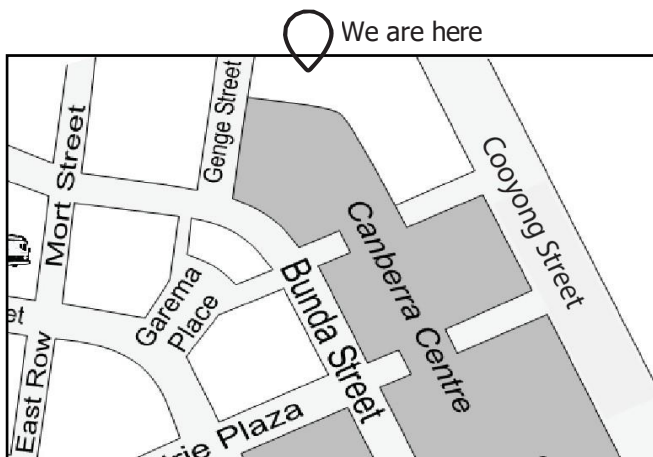 We are here
Genge Street
Mort Street
Cooyong Street
Canberra Centre
Garema
Place
Bunda Street
East Row
Plaza